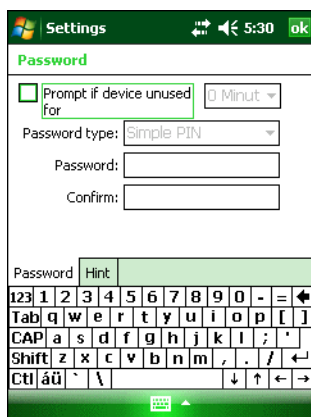 Settings 5:30 ok
Password
Prompt if device unused for 0 Minut
Password type: Simple PIN
Password:
Confirm:
Password Hint
123 1 2 3 4 5 6 7 8 9 0 - =
Tab q w e r t y u i o p [ ]
CAP a s d f g h j k l ; '
Shift z x c v b n m , . /
Ctl áü ` \